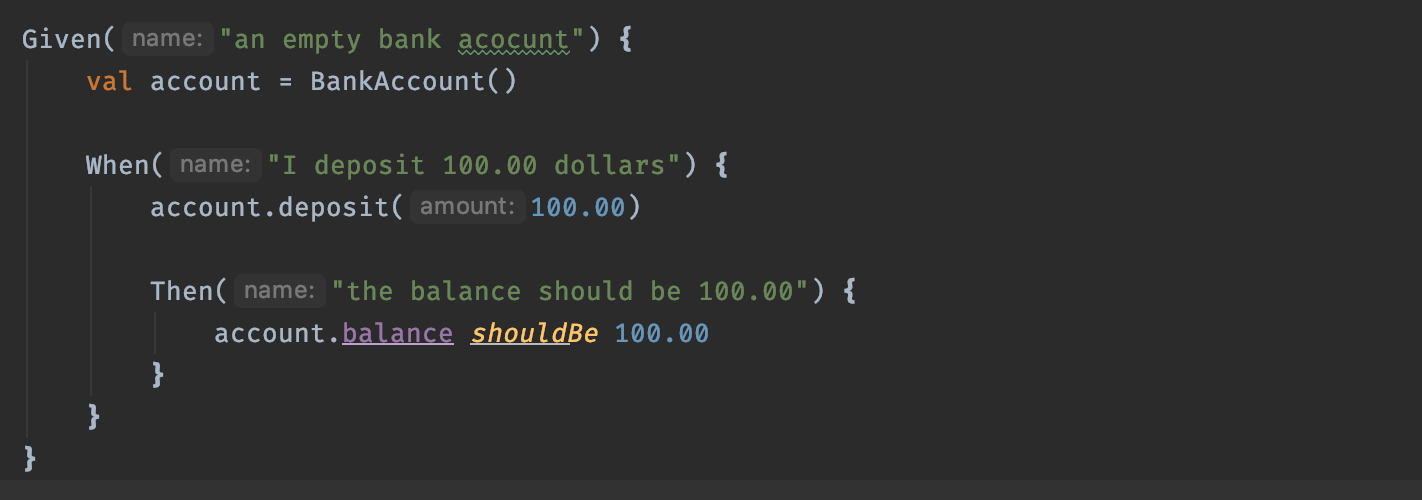 Given( name: "an empty bank acocunt") {
    val account = BankAccount()
    When( name: "I deposit 100.00 dollars") {
        account.deposit( amount: 100.00)
        Then( name: "the balance should be 100.00") {
            account.balance shouldBe 100.00
        }
    }
}